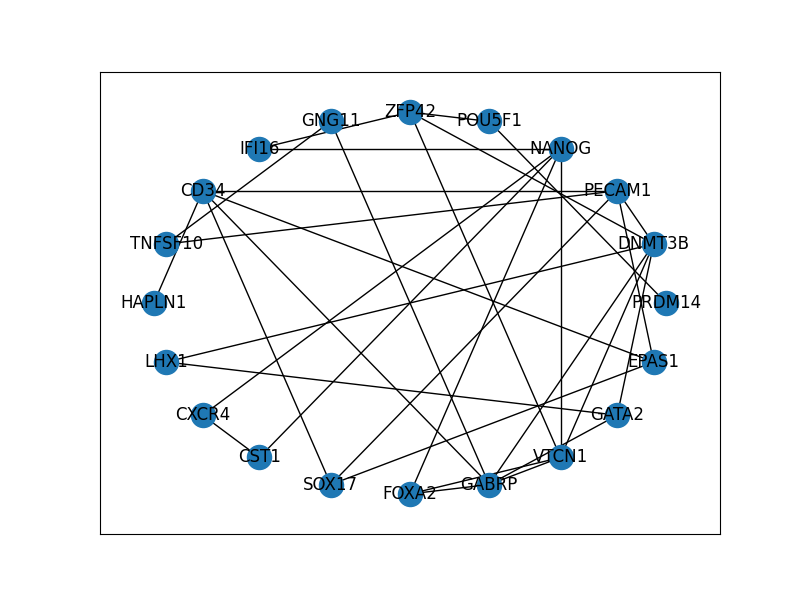 ZFP42
GNG11
POU5F1
IFI16
NANOG
CD34
PECAM1
TNFSF10
DNMT3B
HAPLN1
PRDM14
LHX1
EPAS1
CXCR4
GATA2
CST1
VTCN1
SOX17
GABRP
FOXA2